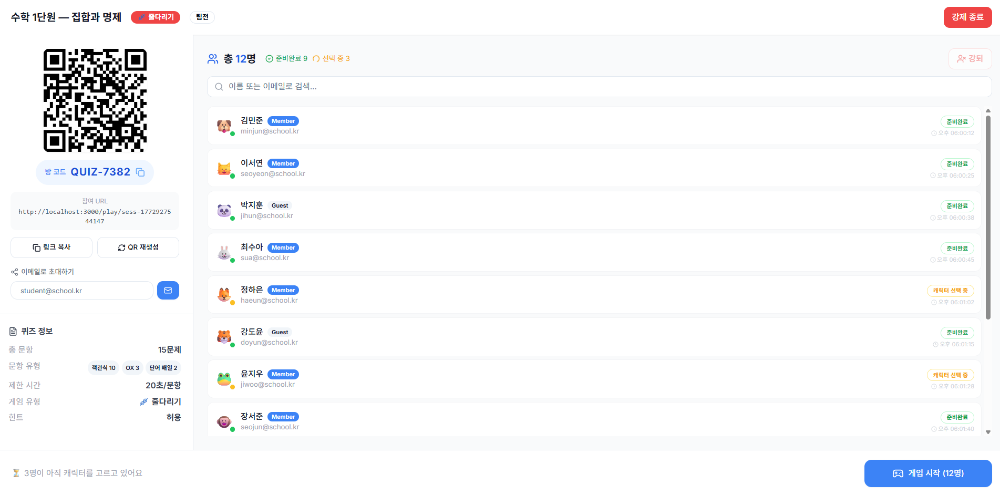 수학 1단원 — 집합과 명제
줄다리기
팀전
강제 종료
방 코드 QUIZ-7382
참여 URL
http://localhost:3000/play/sess-17729275
44147
링크 복사
QR 재생성
이메일로 초대하기
student@school.kr
퀴즈 정보
총 문항 15문제
문항 유형 객관식 10 OX 3 단어 배열 2
제한 시간 20초/문항
게임 유형 줄다리기
힌트 허용
총 12명 준비완료 9 선택 중 3
강퇴
이름 또는 이메일로 검색...
김민준 Member 준비완료
minjun@school.kr 오후 06:00:12
이서연 Member 준비완료
seoyeon@school.kr 오후 06:00:25
박지훈 Guest 준비완료
jihun@school.kr 오후 06:00:38
최수아 Member 준비완료
sua@school.kr 오후 06:00:45
정하은 Member 캐릭터 선택 중
haeun@school.kr 오후 06:01:02
강도윤 Guest 준비완료
doyun@school.kr 오후 06:01:15
윤지우 Member 캐릭터 선택 중
jiwoo@school.kr 오후 06:01:28
장서준 Member 준비완료
seojun@school.kr 오후 06:01:40
3명이 아직 캐릭터를 고르고 있어요
게임 시작 (12명)